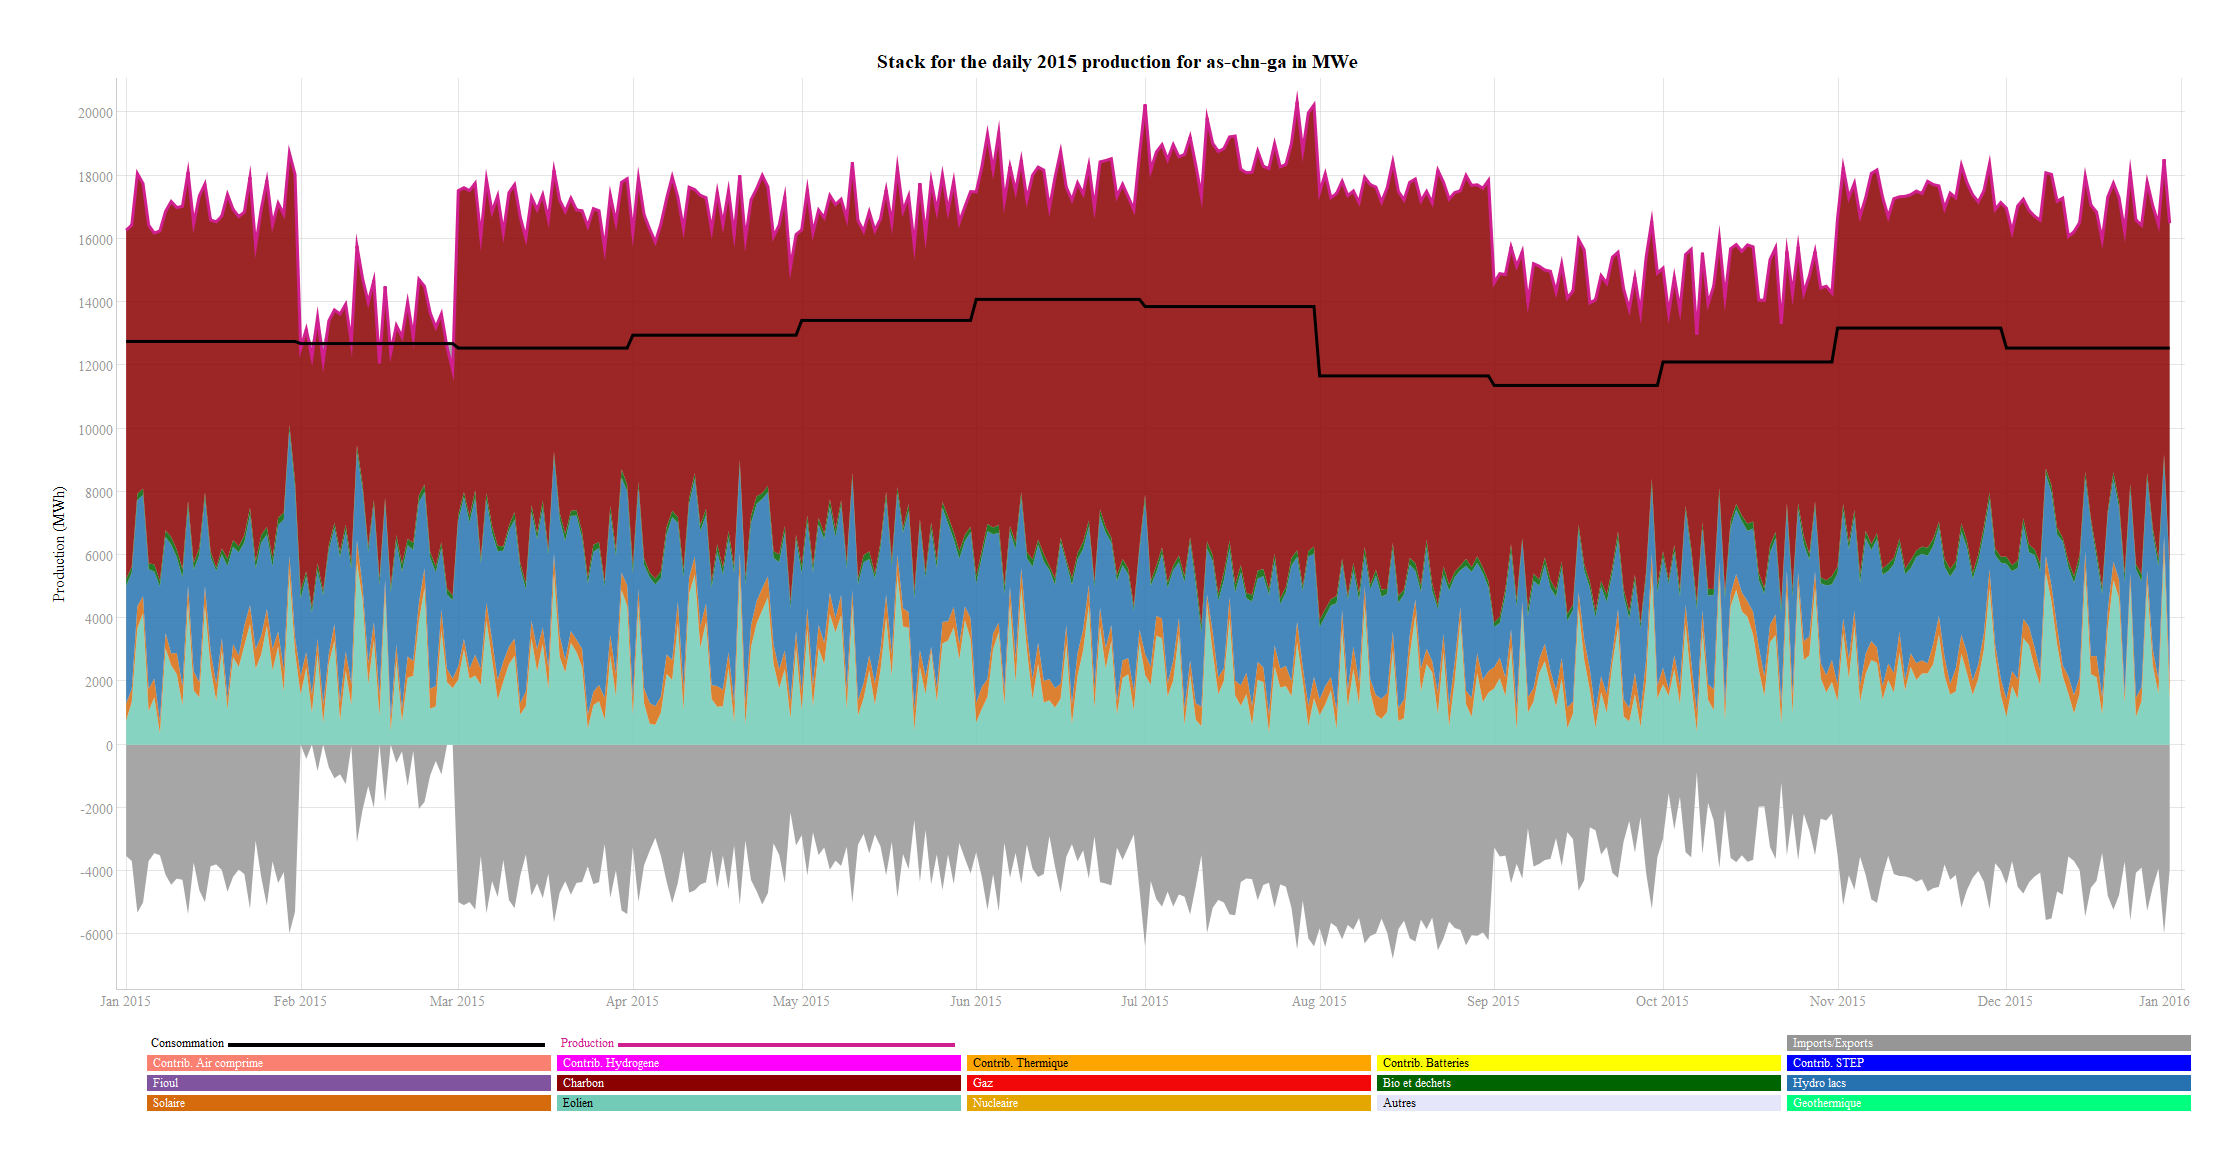 Stack for the daily 2015 production for as-chn-ga in MWe
Production (MWh)
20000
18000
16000
14000
12000
10000
8000
6000
4000
2000
0
-2000
-4000
-6000
Jan 2015 Feb 2015 Mar 2015 Apr 2015 May 2015 Jun 2015 Jul 2015 Aug 2015 Sep 2015 Oct 2015 Nov 2015 Dec 2015 Jan 2016
Consommation Production Imports/Exports
Contrib. Air comprime Contrib. Hydrogene Contrib. Thermique Contrib. Batteries Contrib. STEP
Fioul Charbon Gaz Bio et dechets Hydro lacs
Solaire Eolien Nucleaire Autres Geothermique